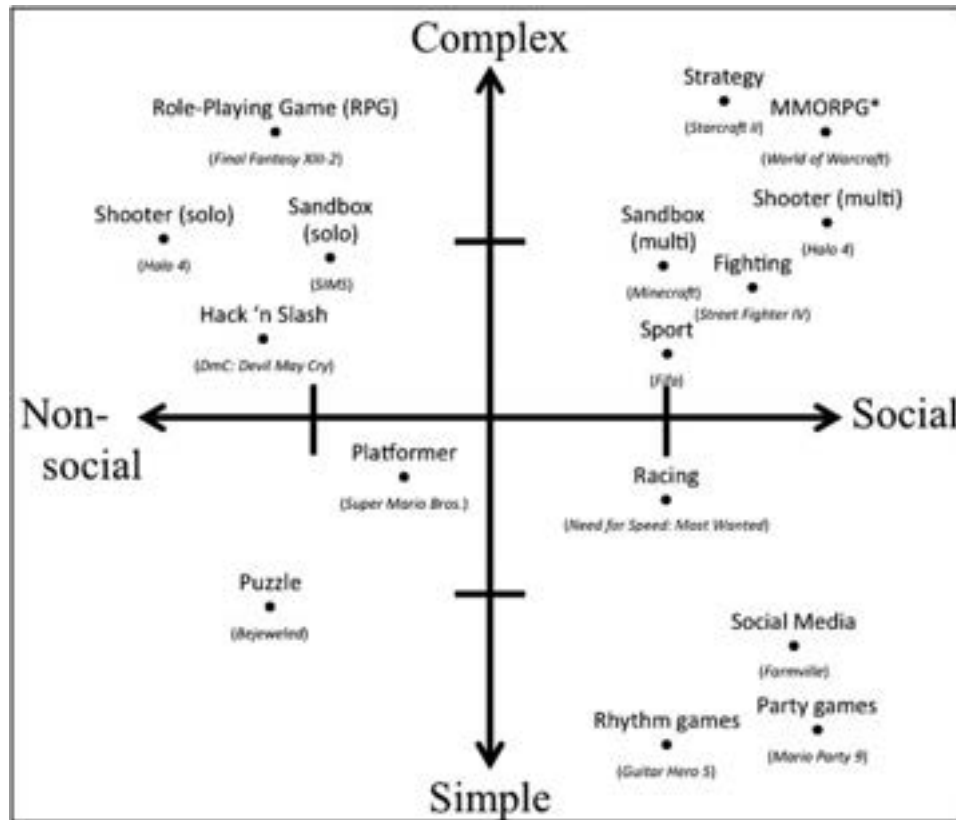 Complex
Strategy
(Starcraft II)
MMORPG*
(World of Warcraft)
Role-Playing Game (RPG)
(Final Fantasy XIII-2)
Shooter (solo)
(Halo 4)
Sandbox
(solo)
(SIMS)
Sandbox
(multi)
(Minecraft)
Shooter (multi)
(Halo 4)
Fighting
(Street Fighter IV)
Hack 'n Slash
(DmC: Devil May Cry)
Sport
(Fifa)
Non-
social
Social
Platformer
(Super Mario Bros.)
Racing
(Need for Speed: Most Wanted)
Puzzle
(Bejeweled)
Social Media
(Farmville)
Party games
(Mario Party 9)
Rhythm games
(Guitar Hero 5)
Simple